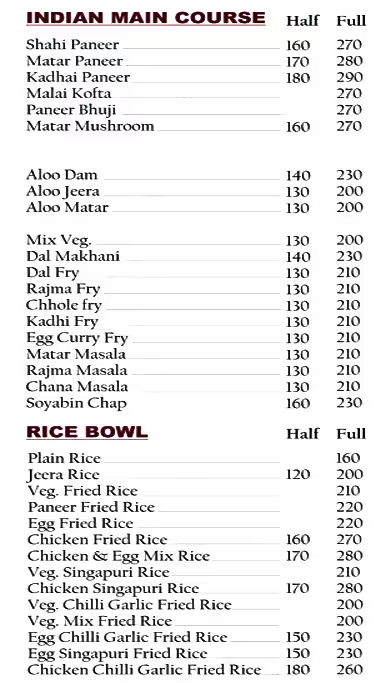 INDIAN MAIN COURSE Half Full
Shahi Paneer 160 270
Matar Paneer 170 280
Kadhai Paneer 180 290
Malai Kofta 270
Paneer Bhuji 270
Matar Mushroom 160 270
Aloo Dam 140 230
Aloo Jeera 130 200
Aloo Matar 130 200
Mix Veg. 130 200
Dal Makhani 140 230
Dal Fry 130 210
Rajma Fry 130 210
Chhole fry 130 210
Kadhi Fry 130 210
Egg Curry Fry 130 210
Matar Masala 130 210
Rajma Masala 130 210
Chana Masala 130 210
Soyabin Chap 160 230
RICE BOWL Half Full
Plain Rice 160
Jeera Rice 120 200
Veg. Fried Rice 210
Paneer Fried Rice 220
Egg Fried Rice 220
Chicken Fried Rice 160 270
Chicken & Egg Mix Rice 170 280
Veg. Singapuri Rice 210
Chicken Singapuri Rice 170 280
Veg. Chilli Garlic Fried Rice 200
Veg. Mix Fried Rice 200
Egg Chilli Garlic Fried Rice 150 230
Egg Singapuri Fried Rice 150 230
Chicken Chilli Garlic Fried Rice 180 260